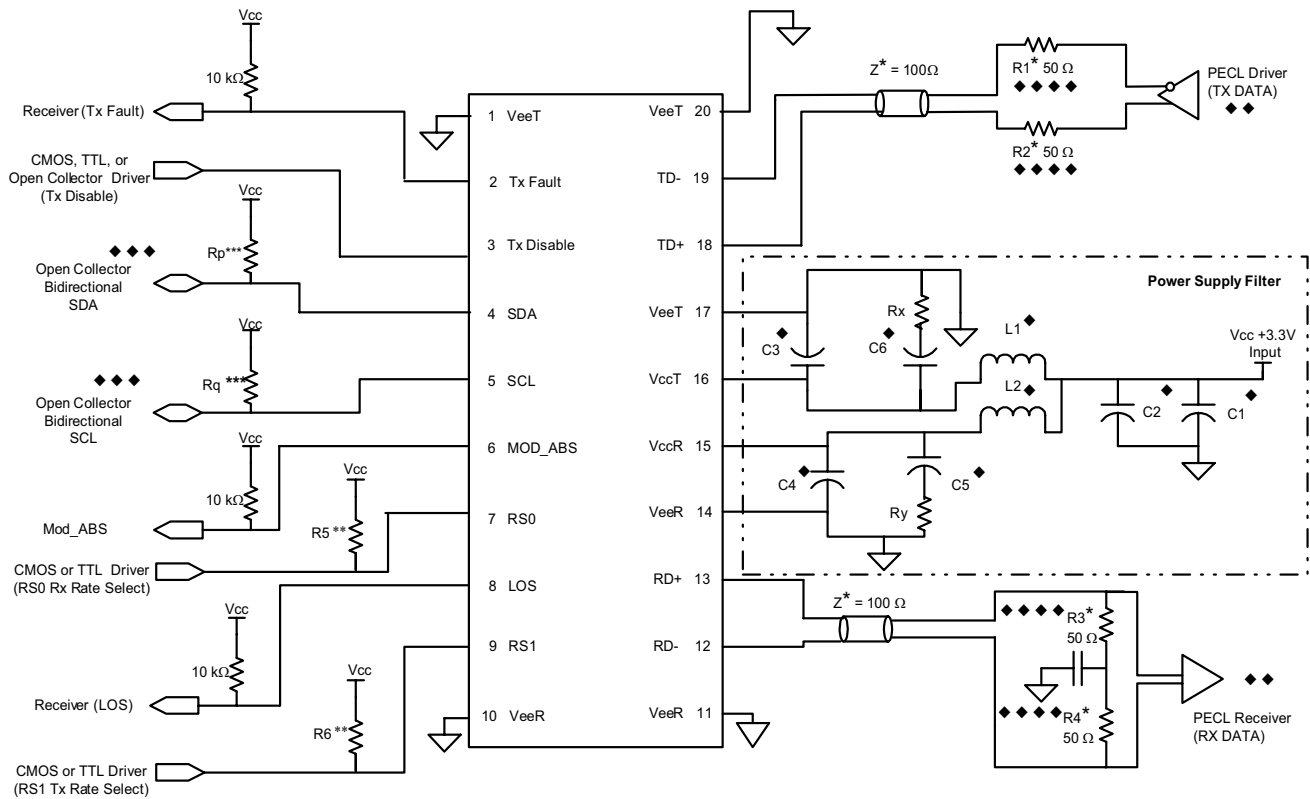 Vcc
10 kΩ
Receiver (Tx Fault)
CMOS, TTL, or
Open Collector Driver
(Tx Disable)
Vcc
Rp***
◆ ◆ ◆
Open Collector
Bidirectional
SDA
Vcc
Rq ***
◆ ◆ ◆
Open Collector
Bidirectional
SCL
Vcc
10 kΩ
Mod_ABS
Vcc
R5 **
CMOS or TTL Driver
(RS0 Rx Rate Select)
Vcc
10 kΩ
Receiver (LOS)
Vcc
R6 **
CMOS or TTL Driver
(RS1 Tx Rate Select)
1 VeeT
2 Tx Fault
3 Tx Disable
4 SDA
5 SCL
6 MOD_ABS
7 RS0
8 LOS
9 RS1
10 VeeR
VeeT 20
TD- 19
TD+ 18
VeeT 17
VccT 16
VccR 15
VeeR 14
RD+ 13
RD- 12
VeeR 11
Z* = 100Ω
R1* 50 Ω
◆ ◆ ◆ ◆
R2* 50 Ω
◆ ◆ ◆ ◆
PECL Driver
(TX DATA)
◆ ◆
Power Supply Filter
Rx
C3 ◆
C6 ◆
L1 ◆
L2 ◆
Vcc +3.3V
Input
C2 ◆
C1 ◆
C4 ◆
C5 ◆
Ry
Z* = 100 Ω
◆ ◆ ◆ ◆
R3*
50 Ω
◆ ◆ ◆ ◆
R4*
50 Ω
◆ ◆
PECL Receiver
(RX DATA)